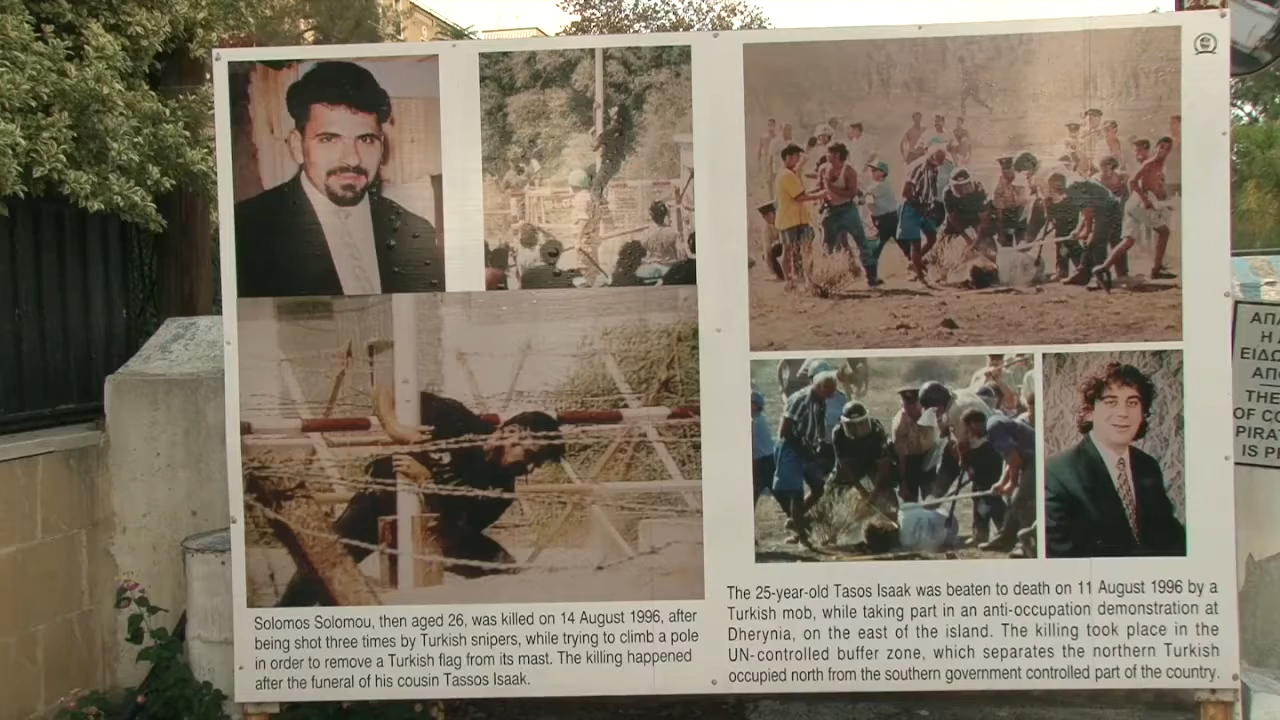 Solomos Solomou, then aged 26, was killed on 14 August 1996, after
being shot three times by Turkish snipers, while trying to climb a pole
in order to remove a Turkish flag from its mast. The killing happened
after the funeral of his cousin Tassos Isaak.
The 25-year-old Tasos Isaak was beaten to death on 11 August 1996 by a
Turkish mob, while taking part in an anti-occupation demonstration at
Dherynia, on the east of the island. The killing took place in the
UN-controlled buffer zone, which separates the northern Turkish
occupied north from the southern government controlled part of the country.
ΑΠΑ
Η
ΕΙΔΩ
ΑΠΟ
THE
OF CO
PIRAT
IS PR